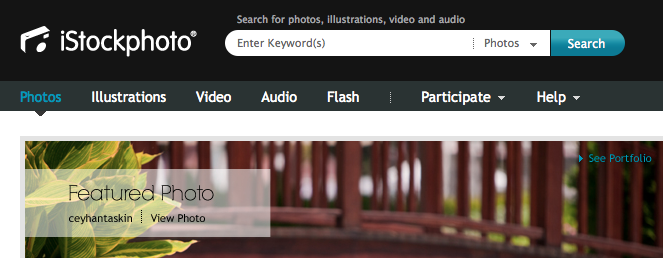 Search for photos, illustrations, video and audio
iStockphoto®
Enter Keyword(s) Photos Search
Photos Illustrations Video Audio Flash Participate Help
See Portfolio
Featured Photo
ceyhantaskin View Photo